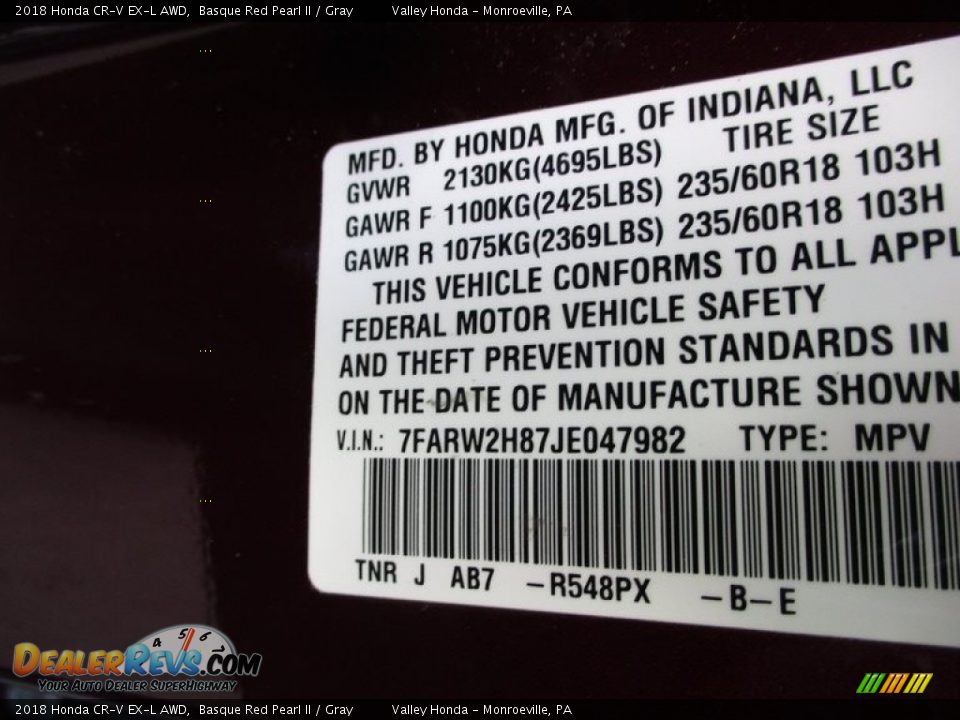 2018 Honda CR-V EX-L AWD, Basque Red Pearl II / Gray Valley Honda - Monroeville, PA
MFD. BY HONDA MFG. OF INDIANA, LLC
GVWR 2130KG(4695LBS) TIRE SIZE
GAWR F 1100KG(2425LBS) 235/60R18 103H
GAWR R 1075KG(2369LBS) 235/60R18 103H
THIS VEHICLE CONFORMS TO ALL APPL
FEDERAL MOTOR VEHICLE SAFETY
AND THEFT PREVENTION STANDARDS IN
ON THE DATE OF MANUFACTURE SHOWN
V.I.N.: 7FARW2H87JE047982 TYPE: MPV
TNR J AB7 -R548PX -B-E
4 5 6
DEALERREVS.COM
YOUR AUTO DEALER SUPERHIGHWAY
2018 Honda CR-V EX-L AWD, Basque Red Pearl II / Gray Valley Honda - Monroeville, PA